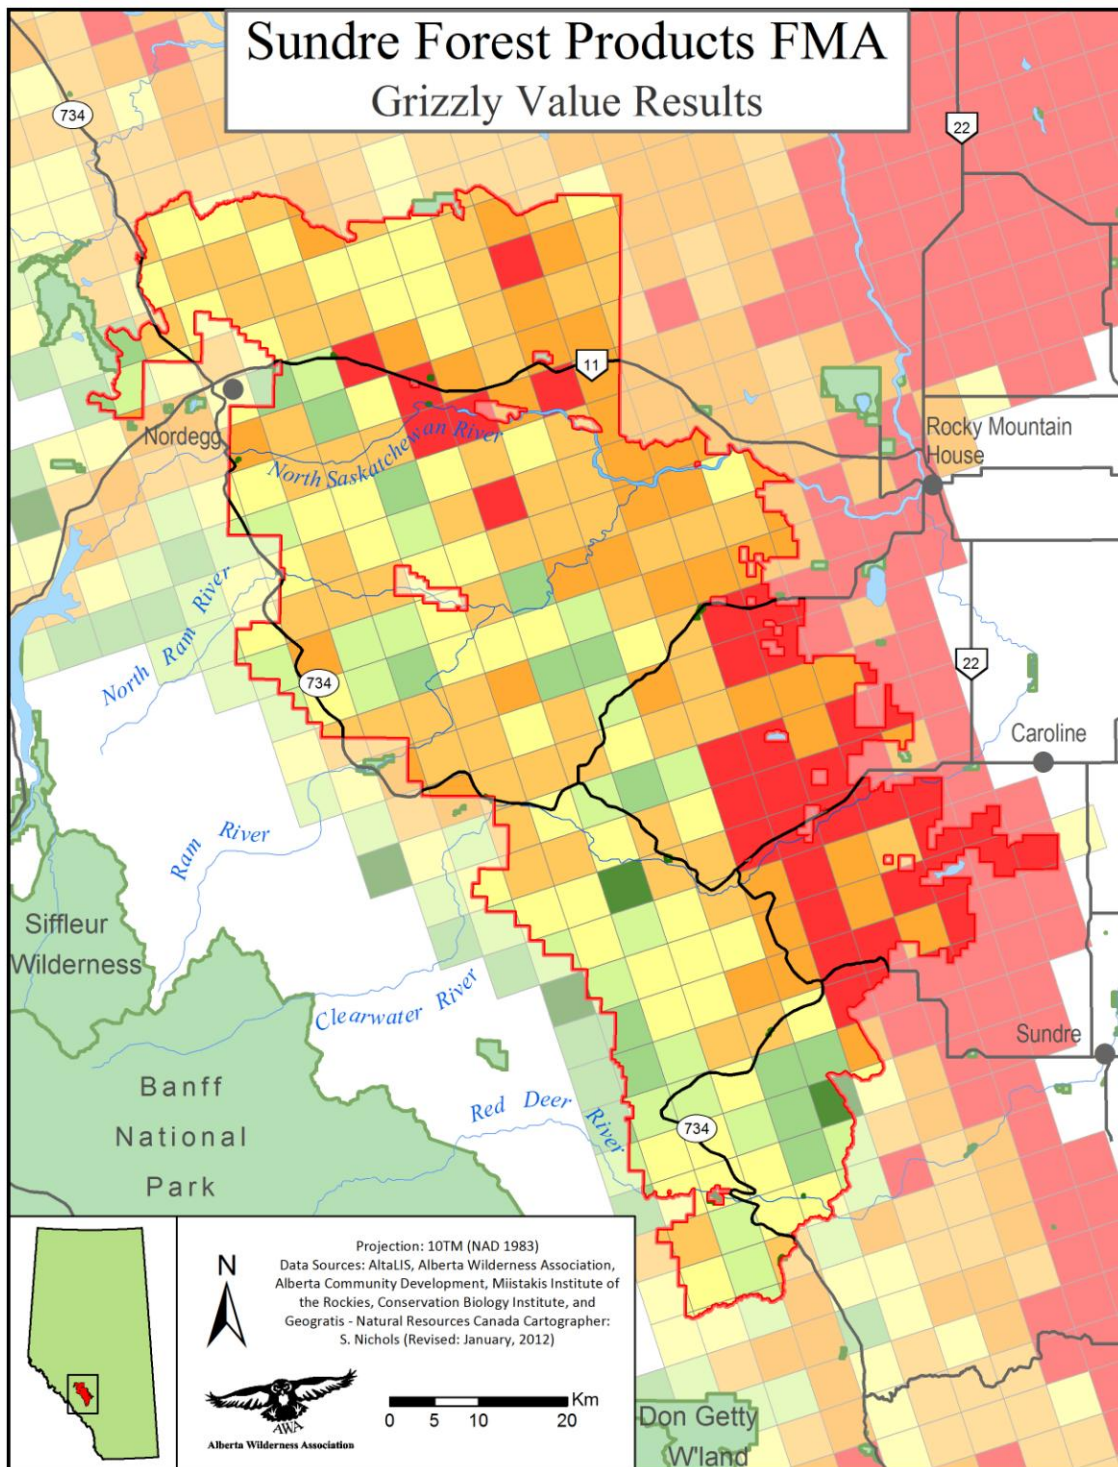 Sundre Forest Products FMA
Grizzly Value Results
734
22
11
Nordegg
North Saskatchewan River
Rocky Mountain
House
North Ram River
734
22
Caroline
Ram River
Siffleur
Wilderness
Clearwater River
Sundre
Banff
National
Park
Red Deer River
734
N
Projection: 10TM (NAD 1983)
Data Sources: AltaLIS, Alberta Wilderness Association,
Alberta Community Development, Miistakis Institute of
the Rockies, Conservation Biology Institute, and
Geogratis - Natural Resources Canada Cartographer:
S. Nichols (Revised: January, 2012)
AWA
Alberta Wilderness Association
Km
0 5 10 20
Don Getty
W'land